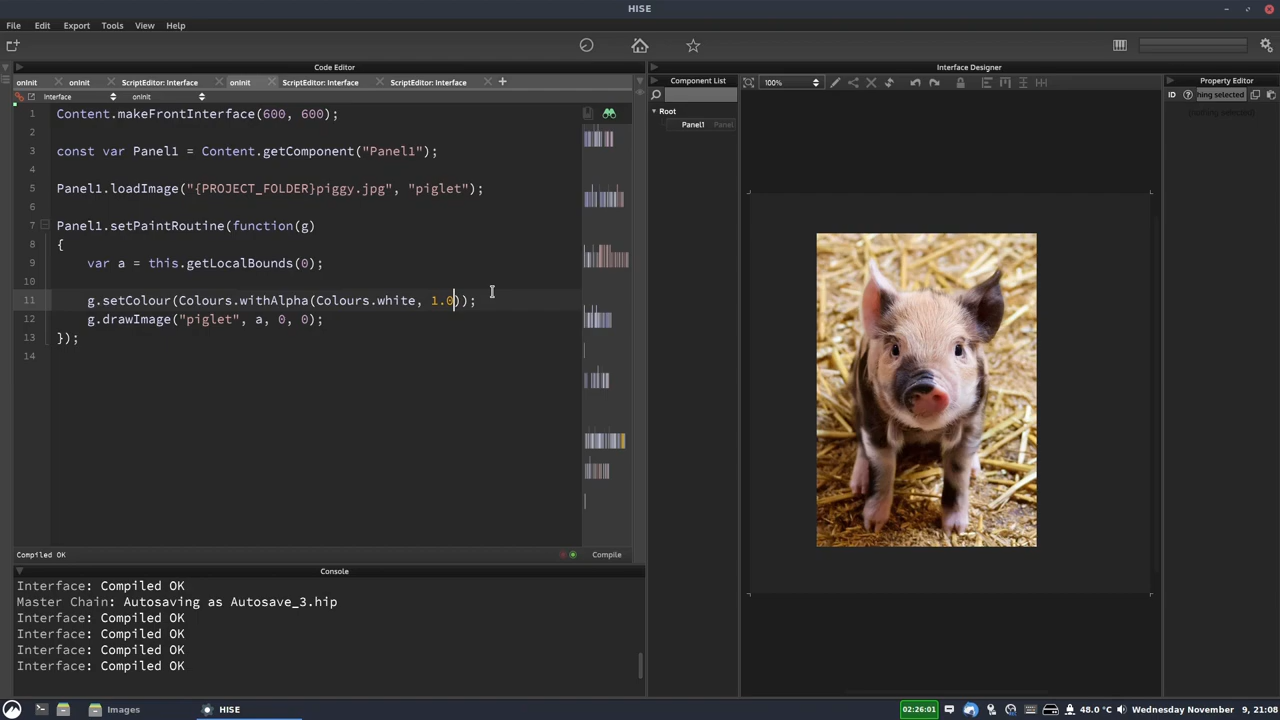 HISE
File Edit Export Tools View Help
Code Editor
onInit onInit ScriptEditor: Interface onInit ScriptEditor: Interface ScriptEditor: Interface
Interface onInit
1 Content.makeFrontInterface(600, 600);
2
3 const var Panel1 = Content.getComponent("Panel1");
4
5 Panel1.loadImage("{PROJECT_FOLDER}piggy.jpg", "piglet");
6
7 Panel1.setPaintRoutine(function(g)
8 {
9 var a = this.getLocalBounds(0);
10
11 g.setColour(Colours.withAlpha(Colours.white, 1.0));
12 g.drawImage("piglet", a, 0, 0);
13 });
14
Compiled OK Compile
Console
Interface: Compiled OK
Master Chain: Autosaving as Autosave_3.hip
Interface: Compiled OK
Interface: Compiled OK
Interface: Compiled OK
Interface: Compiled OK
Component List
Root
Panel1 Panel
Interface Designer
100%
Property Editor
ID hing selected
(nothing selected)
Images HISE 02:26:01 48.0 °C Wednesday November 9, 21:08